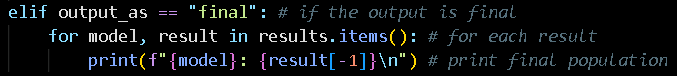 elif output_as == "final": # if the output is final
    for model, result in results.items(): # for each result
        print(f"{model}: {result[-1]}\n") # print final population